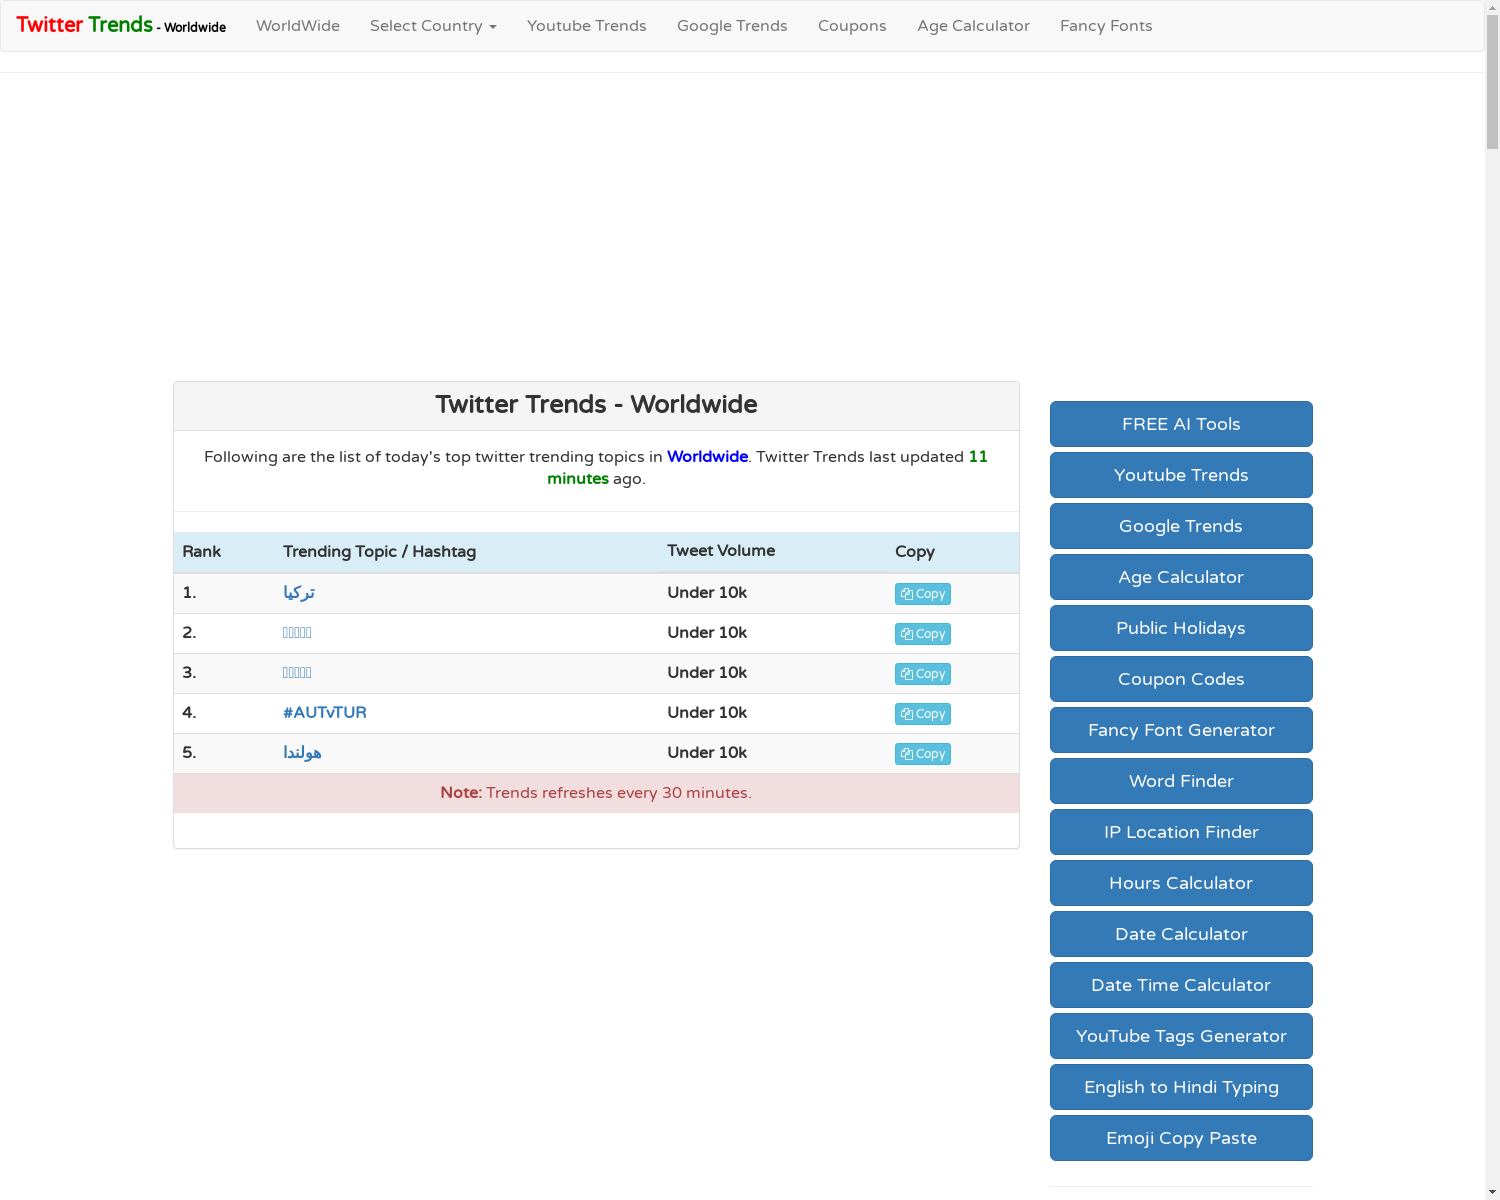 Twitter Trends - Worldwide
WorldWide
Select Country
Youtube Trends
Google Trends
Coupons
Age Calculator
Fancy Fonts
Twitter Trends - Worldwide
Following are the list of today's top twitter trending topics in Worldwide. Twitter Trends last updated 11
minutes ago.
Rank Trending Topic / Hashtag Tweet Volume Copy
1. تركيا Under 10k Copy
2. Under 10k Copy
3. Under 10k Copy
4. #AUTvTUR Under 10k Copy
5. هولندا Under 10k Copy
Note: Trends refreshes every 30 minutes.
FREE AI Tools
Youtube Trends
Google Trends
Age Calculator
Public Holidays
Coupon Codes
Fancy Font Generator
Word Finder
IP Location Finder
Hours Calculator
Date Calculator
Date Time Calculator
YouTube Tags Generator
English to Hindi Typing
Emoji Copy Paste